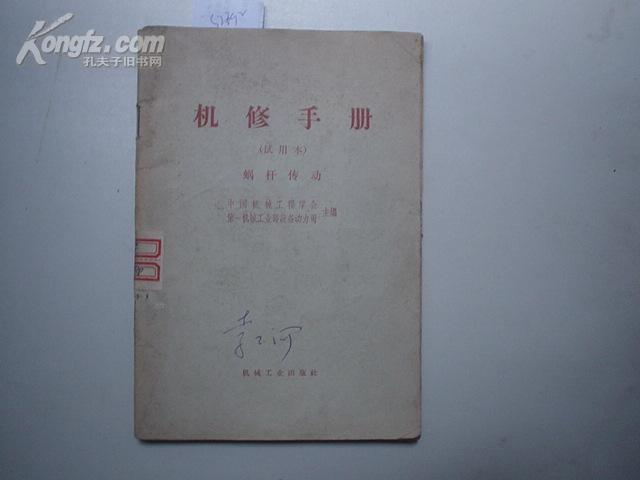 Kongfz.com
孔夫子旧书网
机修手册
(试用本)
蜗杆传动
中国机械工程学会
第一机械工业部设备动力司
主编
机械工业出版社